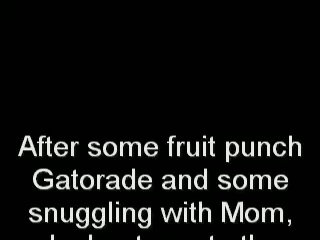 After some fruit punch
Gatorade and some
snuggling with Mom,